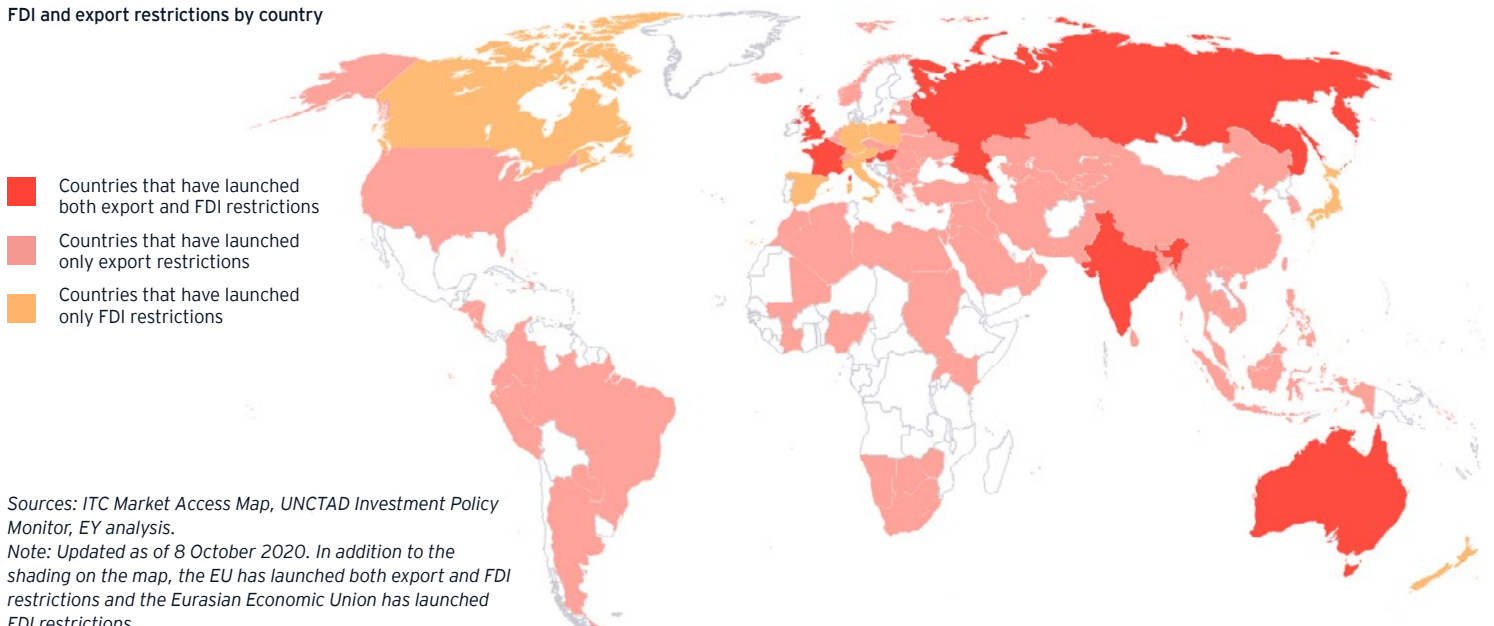 FDI and export restrictions by country
Countries that have launched
both export and FDI restrictions
Countries that have launched
only export restrictions
Countries that have launched
only FDI restrictions
Sources: ITC Market Access Map, UNCTAD Investment Policy
Monitor, EY analysis.
Note: Updated as of 8 October 2020. In addition to the
shading on the map, the EU has launched both export and FDI
restrictions and the Eurasian Economic Union has launched
FDI restrictions